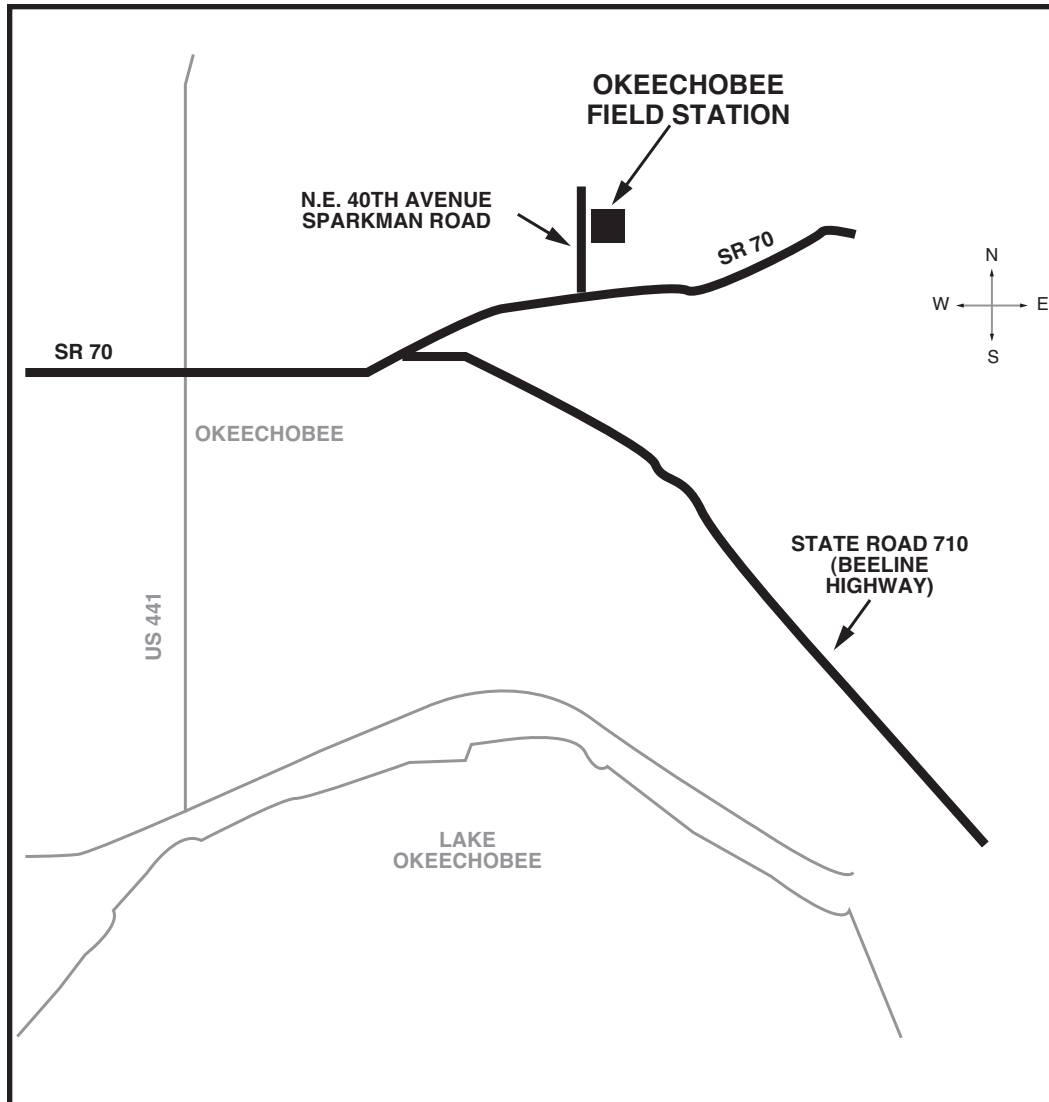 OKEECHOBEE
FIELD STATION
N.E. 40TH AVENUE
SPARKMAN ROAD
SR 70
N
W
E
S
SR 70
OKEECHOBEE
STATE ROAD 710
(BEELINE
HIGHWAY)
US 441
LAKE
OKEECHOBEE